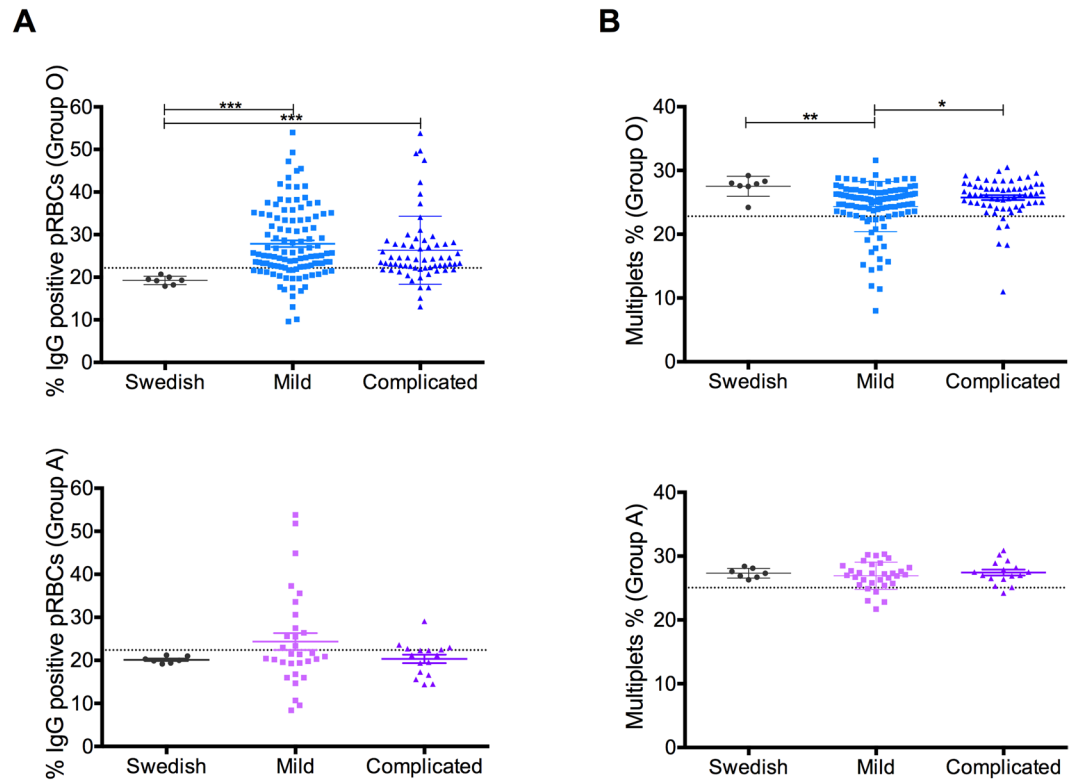 A
% IgG positive pRBCs (Group O)
60
50
40
30
20
10
0
***
***
Swedish Mild Complicated
B
Multiplets % (Group O)
40
30
20
10
0
**
*
Swedish Mild Complicated
% IgG positive pRBCs (Group A)
60
50
40
30
20
10
0
Swedish Mild Complicated
Multiplets % (Group A)
40
30
20
10
0
Swedish Mild Complicated